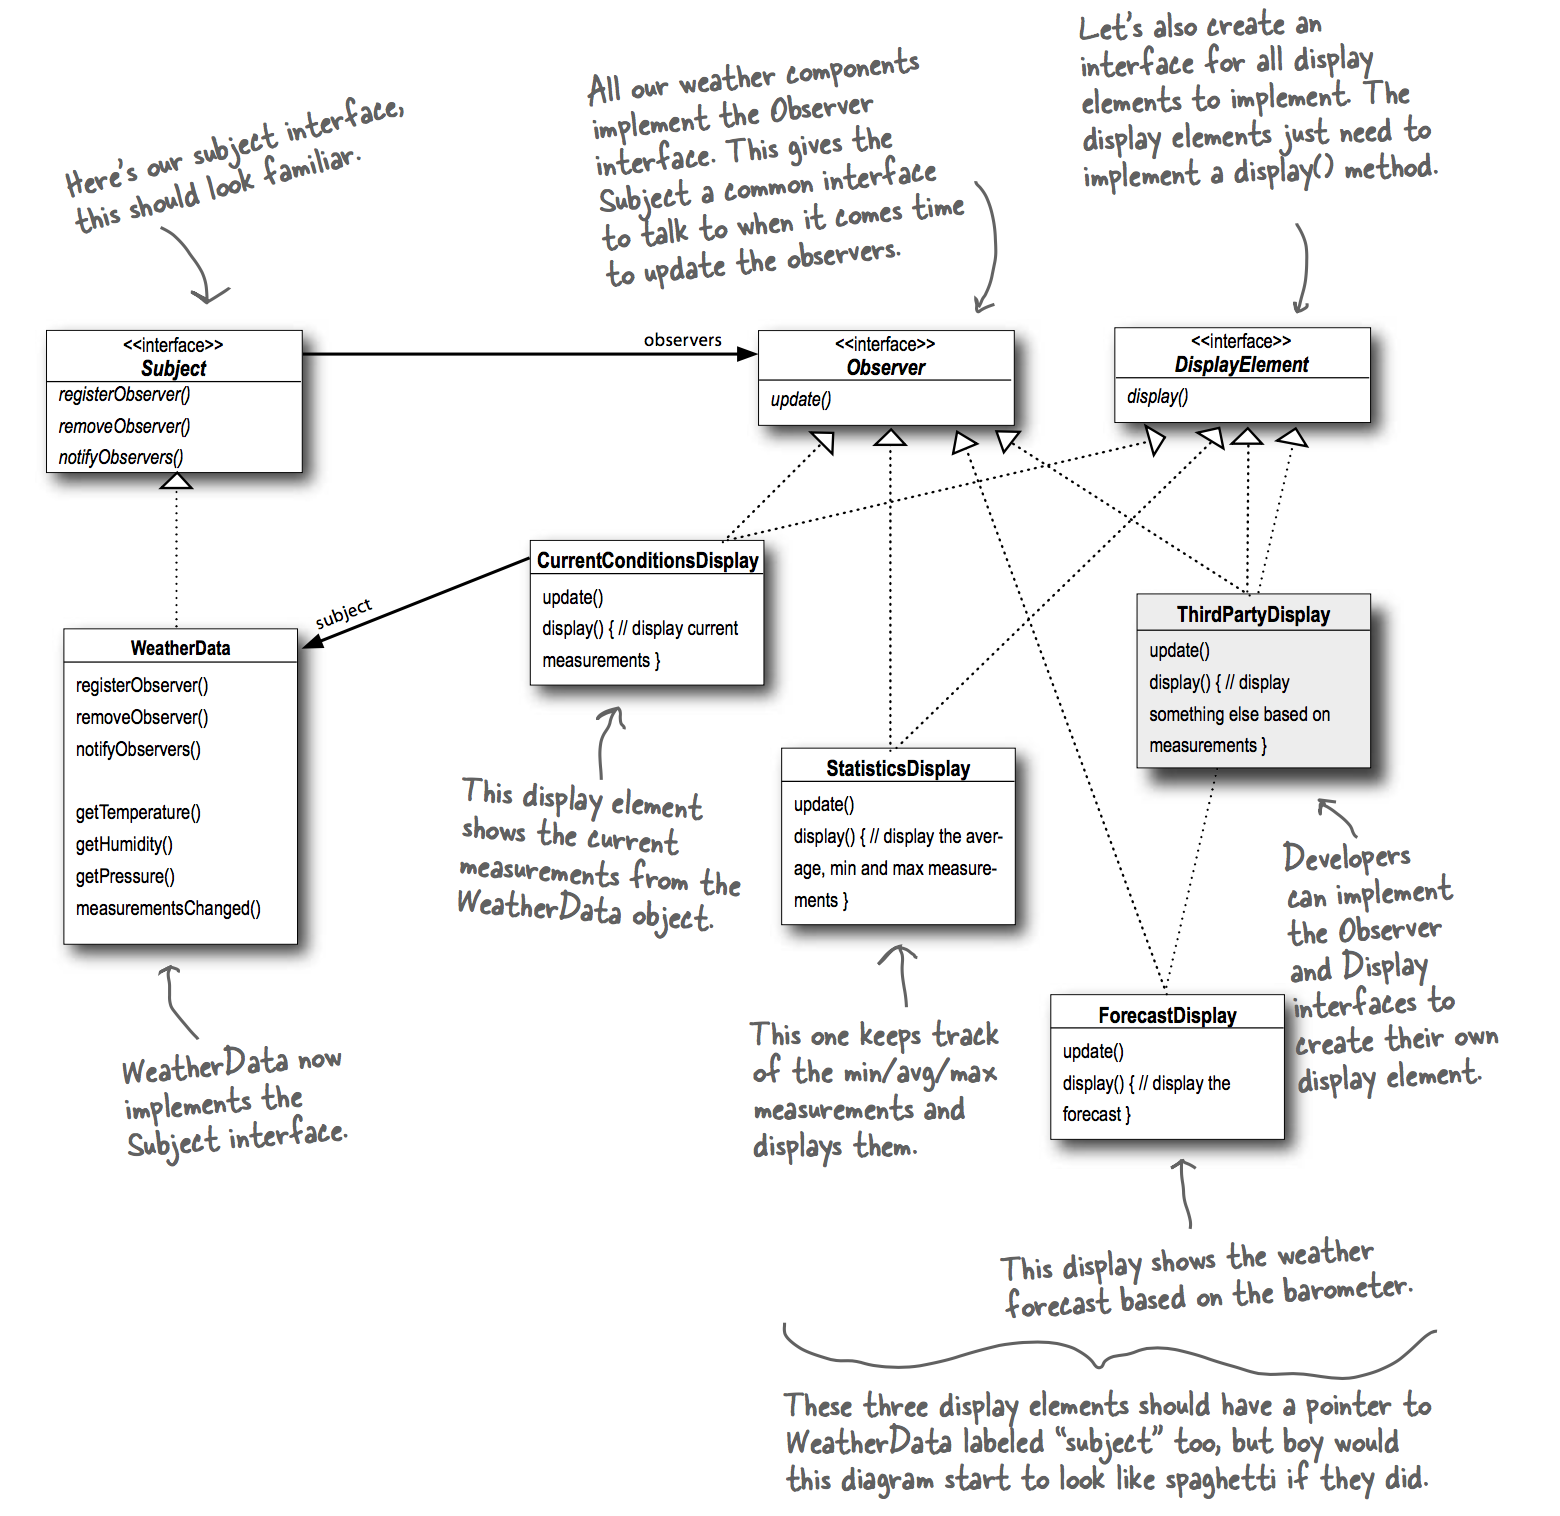 Here's our subject interface,
this should look familiar.
All our weather components
implement the Observer
interface. This gives the
Subject a common interface
to talk to when it comes time
to update the observers.
Let's also create an
interface for all display
elements to implement. The
display elements just need to
implement a display() method.
<<interface>>
Subject
registerObserver()
removeObserver()
notifyObservers()
observers
<<interface>>
Observer
update()
<<interface>>
DisplayElement
display()
subject
CurrentConditionsDisplay
update()
display() { // display current
measurements }
WeatherData
registerObserver()
removeObserver()
notifyObservers()
getTemperature()
getHumidity()
getPressure()
measurementsChanged()
ThirdPartyDisplay
update()
display() { // display
something else based on
measurements }
StatisticsDisplay
update()
display() { // display the aver-
age, min and max measure-
ments }
This display element
shows the current
measurements from the
WeatherData object.
Developers
can implement
the Observer
and Display
interfaces to
create their own
display element.
ForecastDisplay
update()
display() { // display the
forecast }
WeatherData now
implements the
Subject interface.
This one keeps track
of the min/avg/max
measurements and
displays them.
This display shows the weather
forecast based on the barometer.
These three display elements should have a pointer to
WeatherData labeled “subject” too, but boy would
this diagram start to look like spaghetti if they did.